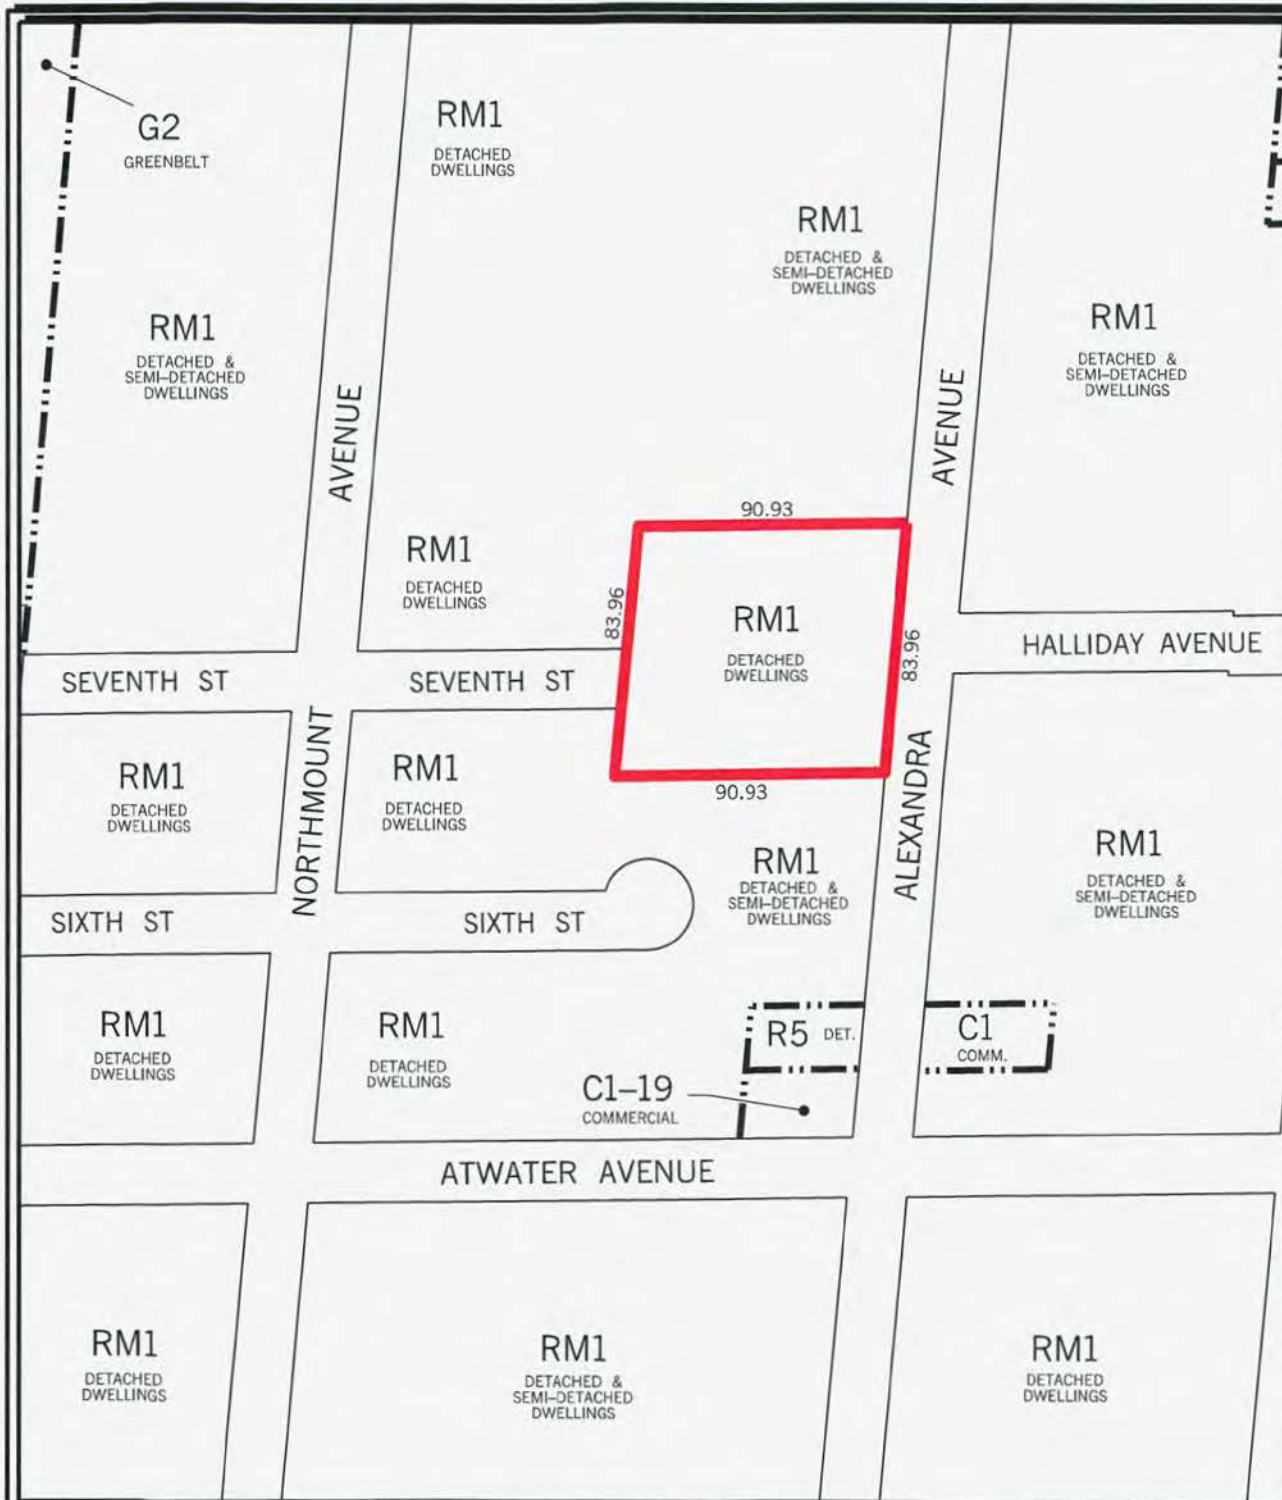 G2
GREENBELT
RM1
DETACHED
DWELLINGS
RM1
DETACHED &
SEMI–DETACHED
DWELLINGS
RM1
DETACHED &
SEMI–DETACHED
DWELLINGS
RM1
DETACHED &
SEMI–DETACHED
DWELLINGS
AVENUE
AVENUE
90.93
RM1
DETACHED
DWELLINGS
83.96
RM1
DETACHED
DWELLINGS
83.96
HALLIDAY AVENUE
SEVENTH ST
SEVENTH ST
NORTHMOUNT
RM1
DETACHED
DWELLINGS
RM1
DETACHED
DWELLINGS
90.93
ALEXANDRA
RM1
DETACHED &
SEMI–DETACHED
DWELLINGS
RM1
DETACHED &
SEMI–DETACHED
DWELLINGS
SIXTH ST
SIXTH ST
RM1
DETACHED
DWELLINGS
RM1
DETACHED
DWELLINGS
R5 DET.
C1
COMM.
C1–19
COMMERCIAL
ATWATER AVENUE
RM1
DETACHED
DWELLINGS
RM1
DETACHED &
SEMI–DETACHED
DWELLINGS
RM1
DETACHED
DWELLINGS